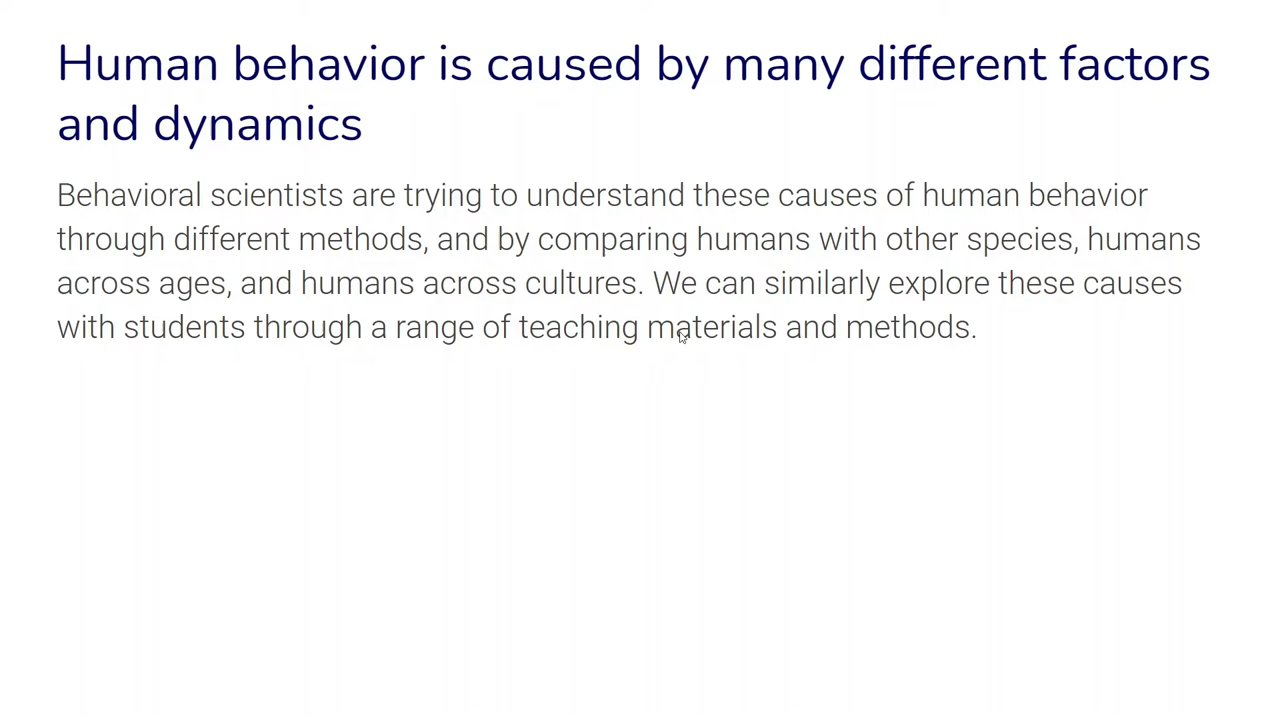 Human behavior is caused by many different factors
and dynamics
Behavioral scientists are trying to understand these causes of human behavior
through different methods, and by comparing humans with other species, humans
across ages, and humans across cultures. We can similarly explore these causes
with students through a range of teaching materials and methods.